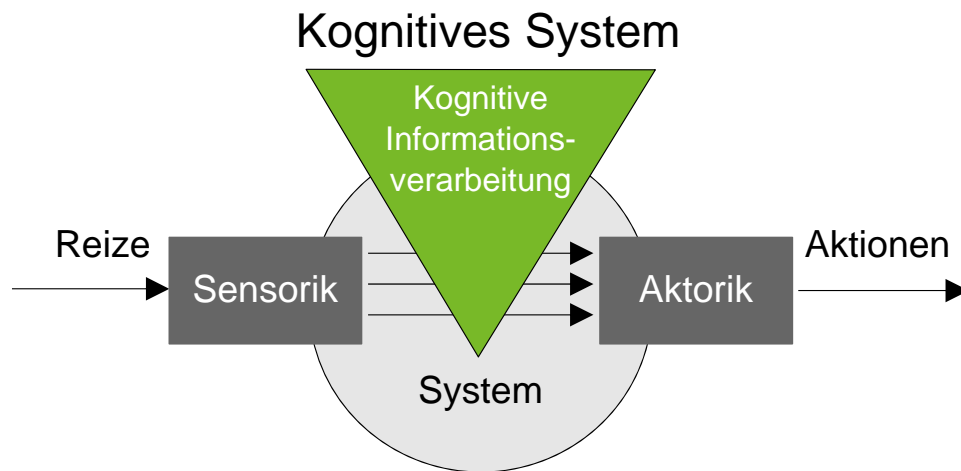 Kognitives System
Kognitive
Informations-
verarbeitung
Reize
Aktionen
Sensorik
Aktorik
System